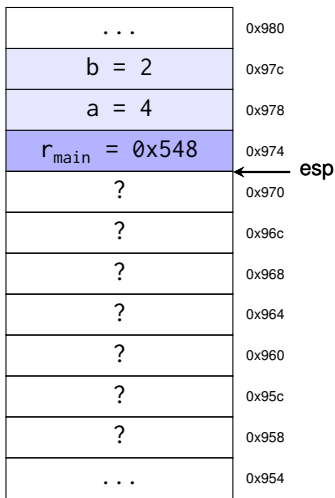 ... 0x980
b = 2 0x97c
a = 4 0x978
r_main = 0x548 0x974
esp
? 0x970
? 0x96c
? 0x968
? 0x964
? 0x960
? 0x95c
? 0x958
... 0x954